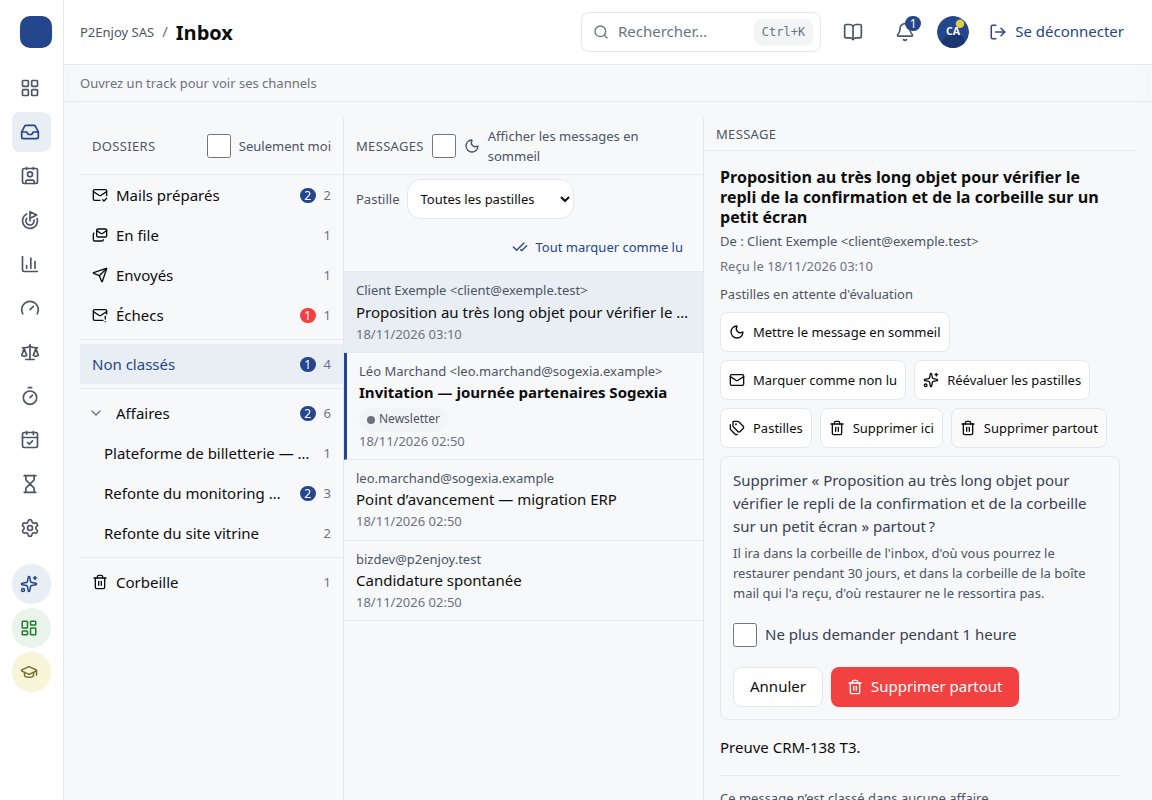 P2Enjoy SAS / Inbox
Rechercher... Ctrl+K
1
CA
Se déconnecter
Ouvrez un track pour voir ses channels
DOSSIERS
Seulement moi
Mails préparés 2 2
En file 1
Envoyés 1
Échecs 1 1
Non classés 1 4
Affaires 2 6
Plateforme de billetterie — ... 1
Refonte du monitoring ... 2 3
Refonte du site vitrine 2
Corbeille 1
MESSAGES
Afficher les messages en
sommeil
Pastille Toutes les pastilles
Tout marquer comme lu
Client Exemple <client@exemple.test>
Proposition au très long objet pour vérifier le ...
18/11/2026 03:10
Léo Marchand <leo.marchand@sogexia.example>
Invitation — journée partenaires Sogexia
Newsletter
18/11/2026 02:50
leo.marchand@sogexia.example
Point d’avancement — migration ERP
18/11/2026 02:50
bizdev@p2enjoy.test
Candidature spontanée
18/11/2026 02:50
MESSAGE
Proposition au très long objet pour vérifier le
repli de la confirmation et de la corbeille sur un
petit écran
De : Client Exemple <client@exemple.test>
Reçu le 18/11/2026 03:10
Pastilles en attente d'évaluation
Mettre le message en sommeil
Marquer comme non lu
Réévaluer les pastilles
Pastilles
Supprimer ici
Supprimer partout
Supprimer « Proposition au très long objet pour
vérifier le repli de la confirmation et de la corbeille
sur un petit écran » partout ?
Il ira dans la corbeille de l'inbox, d'où vous pourrez le
restaurer pendant 30 jours, et dans la corbeille de la boîte
mail qui l'a reçu, d'où restaurer ne le ressortira pas.
Ne plus demander pendant 1 heure
Annuler
Supprimer partout
Preuve CRM-138 T3.
Ce message n’est classé dans aucune affaire